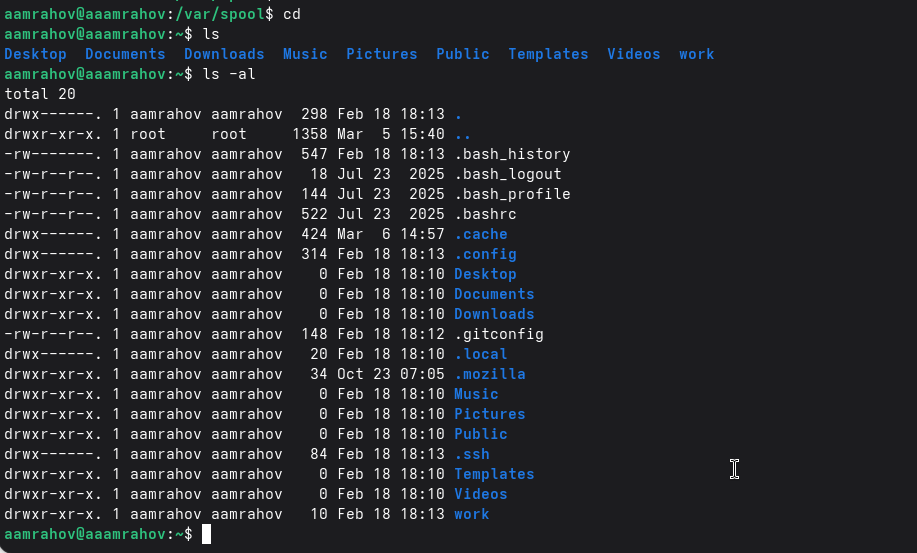 aamrahov@aaamrahov:/var/spool$ cd
aamrahov@aaamrahov:~$ ls
Desktop  Documents  Downloads  Music  Pictures  Public  Templates  Videos  work
aamrahov@aaamrahov:~$ ls -al
total 20
drwx------. 1 aamrahov aamrahov  298 Feb 18 18:13 .
drwxr-xr-x. 1 root     root     1358 Mar  5 15:40 ..
-rw-------. 1 aamrahov aamrahov  547 Feb 18 18:13 .bash_history
-rw-r--r--. 1 aamrahov aamrahov   18 Jul 23  2025 .bash_logout
-rw-r--r--. 1 aamrahov aamrahov  144 Jul 23  2025 .bash_profile
-rw-r--r--. 1 aamrahov aamrahov  522 Jul 23  2025 .bashrc
drwx------. 1 aamrahov aamrahov  424 Mar  6 14:57 .cache
drwx------. 1 aamrahov aamrahov  314 Feb 18 18:13 .config
drwxr-xr-x. 1 aamrahov aamrahov    0 Feb 18 18:10 Desktop
drwxr-xr-x. 1 aamrahov aamrahov    0 Feb 18 18:10 Documents
drwxr-xr-x. 1 aamrahov aamrahov    0 Feb 18 18:10 Downloads
-rw-r--r--. 1 aamrahov aamrahov  148 Feb 18 18:12 .gitconfig
drwx------. 1 aamrahov aamrahov   20 Feb 18 18:10 .local
drwxr-xr-x. 1 aamrahov aamrahov   34 Oct 23 07:05 .mozilla
drwxr-xr-x. 1 aamrahov aamrahov    0 Feb 18 18:10 Music
drwxr-xr-x. 1 aamrahov aamrahov    0 Feb 18 18:10 Pictures
drwxr-xr-x. 1 aamrahov aamrahov    0 Feb 18 18:10 Public
drwx------. 1 aamrahov aamrahov   84 Feb 18 18:13 .ssh
drwxr-xr-x. 1 aamrahov aamrahov    0 Feb 18 18:10 Templates
drwxr-xr-x. 1 aamrahov aamrahov    0 Feb 18 18:10 Videos
drwxr-xr-x. 1 aamrahov aamrahov   10 Feb 18 18:13 work
aamrahov@aaamrahov:~$